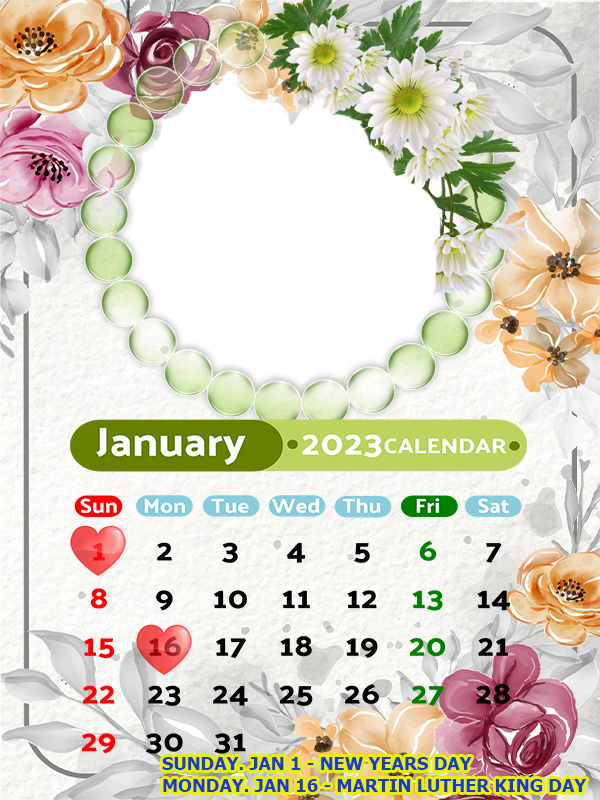 January 2023 CALENDAR
Sun Mon Tue Wed Thu Fri Sat
1 2 3 4 5 6 7
8 9 10 11 12 13 14
15 16 17 18 19 20 21
22 23 24 25 26 27 28
29 30 31
SUNDAY. JAN 1 - NEW YEARS DAY
MONDAY. JAN 16 - MARTIN LUTHER KING DAY